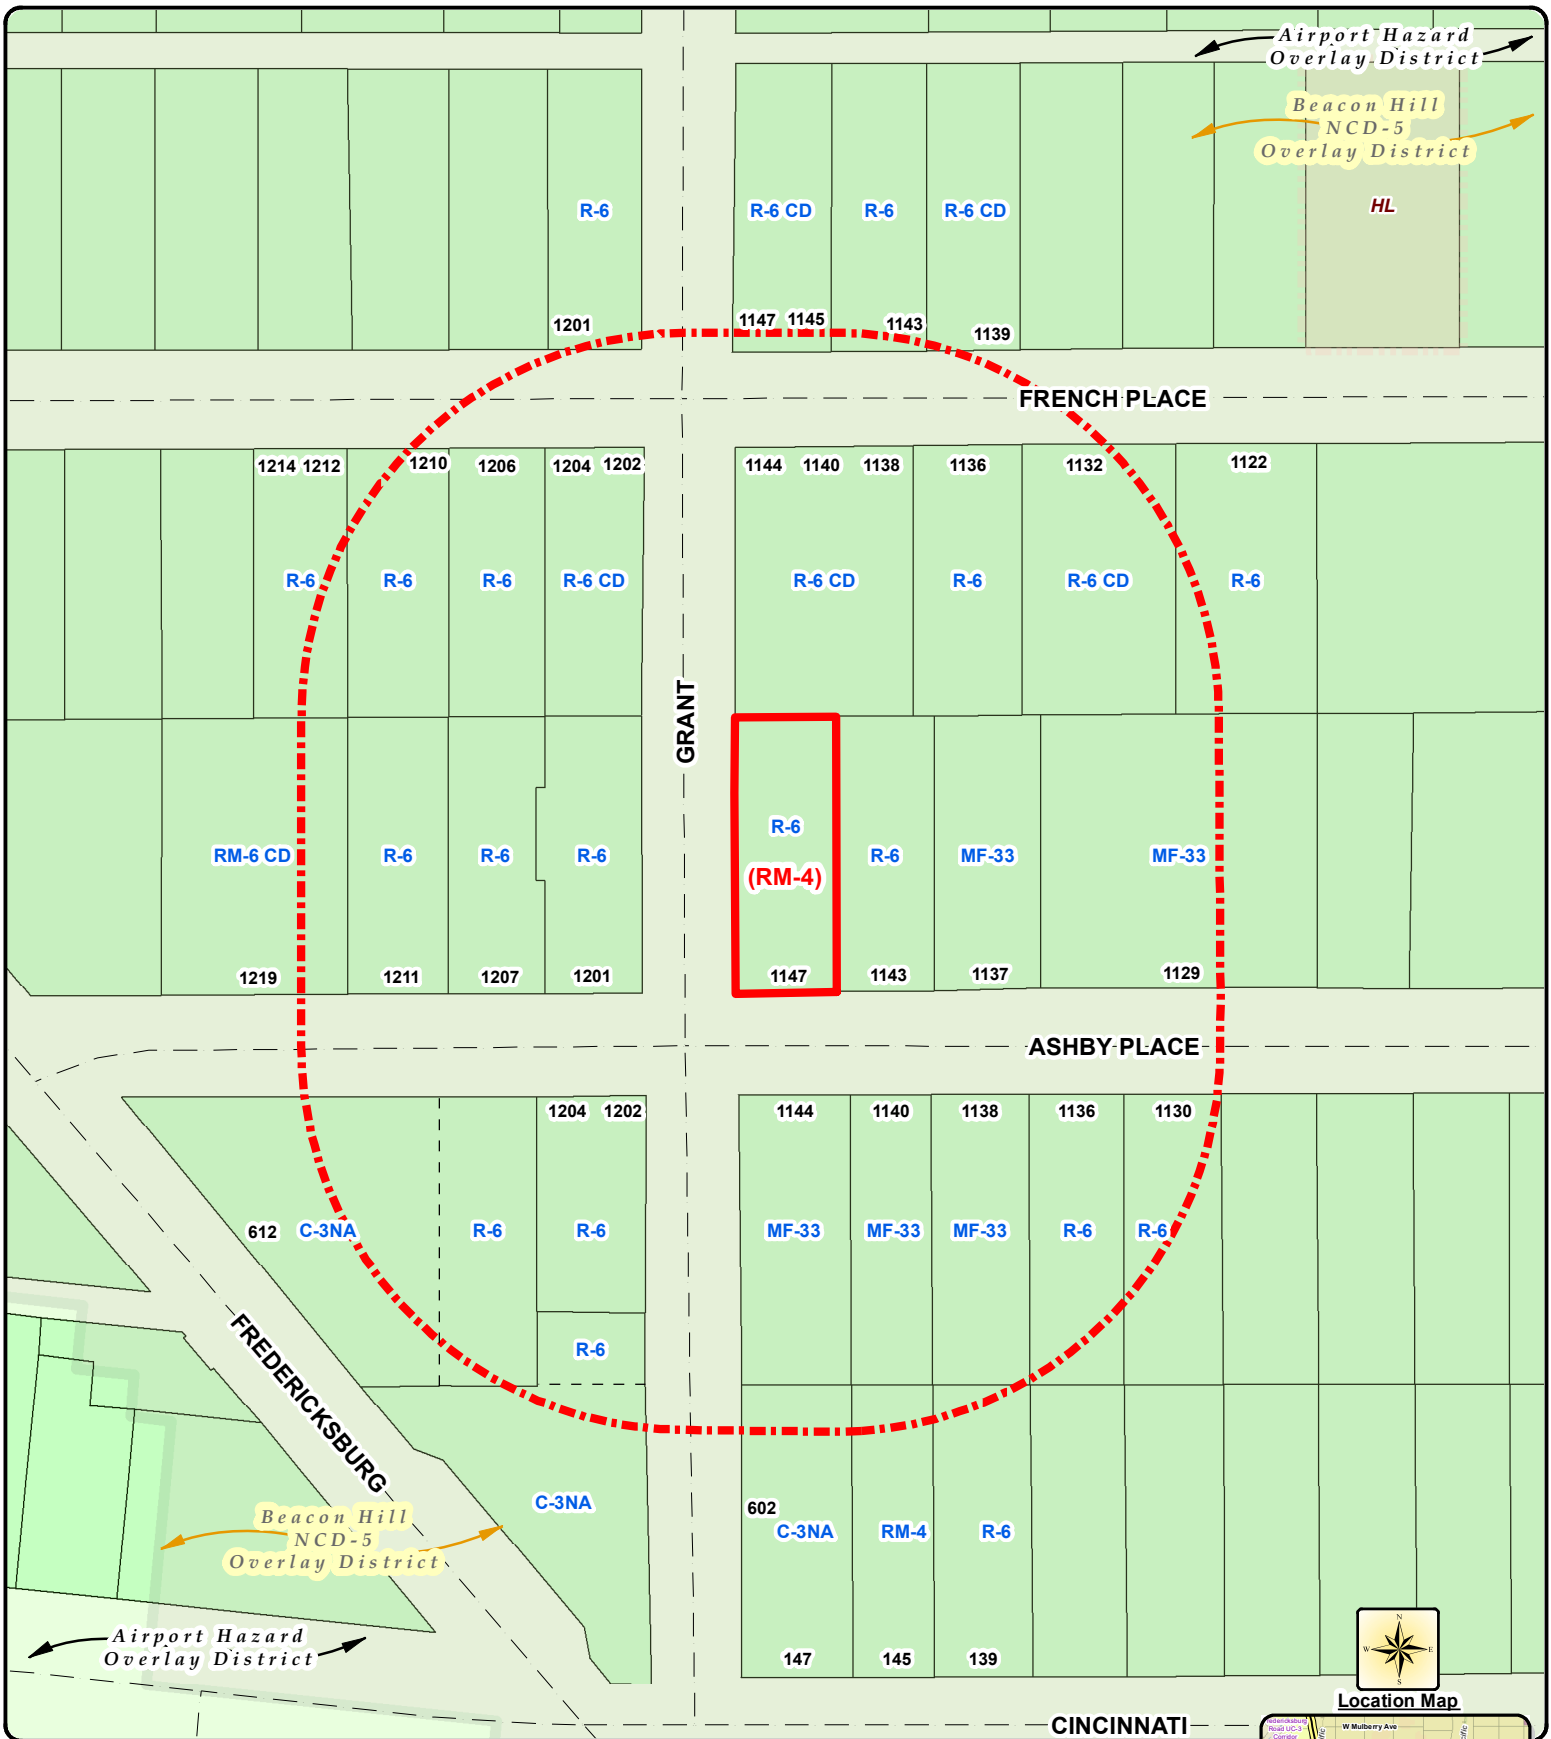 Airport Hazard
Overlay District
Beacon Hill
NCD-5
Overlay District
HL
R-6
R-6 CD
R-6
R-6 CD
1201
1147
1145
1143
1139
FRENCH PLACE
1214
1212
1210
1206
1204
1202
1144
1140
1138
1136
1132
1122
R-6
R-6
R-6
R-6 CD
R-6 CD
R-6
R-6 CD
R-6
GRANT
R-6
(RM-4)
RM-6 CD
R-6
R-6
R-6
R-6
MF-33
MF-33
1219
1211
1207
1201
1147
1143
1137
1129
ASHBY PLACE
1204
1202
1144
1140
1138
1136
1130
612
C-3NA
R-6
R-6
MF-33
MF-33
MF-33
R-6
R-6
R-6
FREDERICKSBURG
Beacon Hill
NCD-5
Overlay District
C-3NA
602
C-3NA
RM-4
R-6
Airport Hazard
Overlay District
147
145
139
N
W
E
S
Location Map
CINCINNATI
Road UC-3
Corridor
W Mulberry Ave